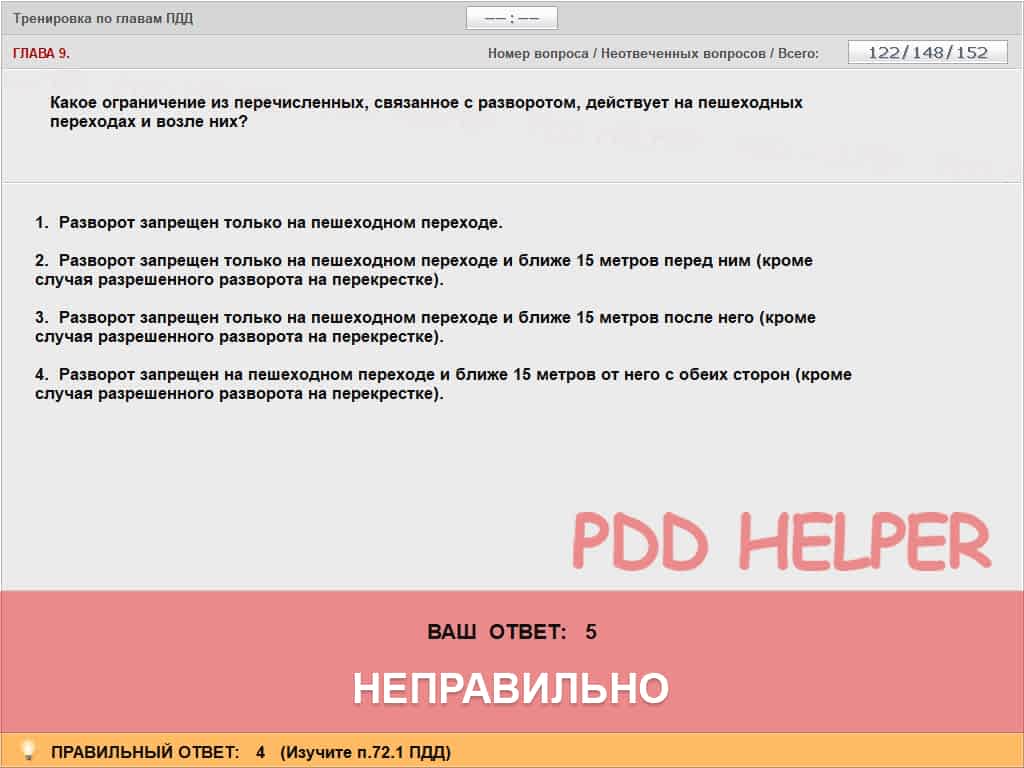 Тренировка по главам ПДД
—— : ——
ГЛАВА 9.
Номер вопроса / Неотвеченных вопросов / Всего:
122/148/152
Какое ограничение из перечисленных, связанное с разворотом, действует на пешеходных
переходах и возле них?
1. Разворот запрещен только на пешеходном переходе.
2. Разворот запрещен только на пешеходном переходе и ближе 15 метров перед ним (кроме
случая разрешенного разворота на перекрестке).
3. Разворот запрещен только на пешеходном переходе и ближе 15 метров после него (кроме
случая разрешенного разворота на перекрестке).
4. Разворот запрещен на пешеходном переходе и ближе 15 метров от него с обеих сторон (кроме
случая разрешенного разворота на перекрестке).
PDD HELPER
ВАШ ОТВЕТ: 5
НЕПРАВИЛЬНО
ПРАВИЛЬНЫЙ ОТВЕТ: 4 (Изучите п.72.1 ПДД)